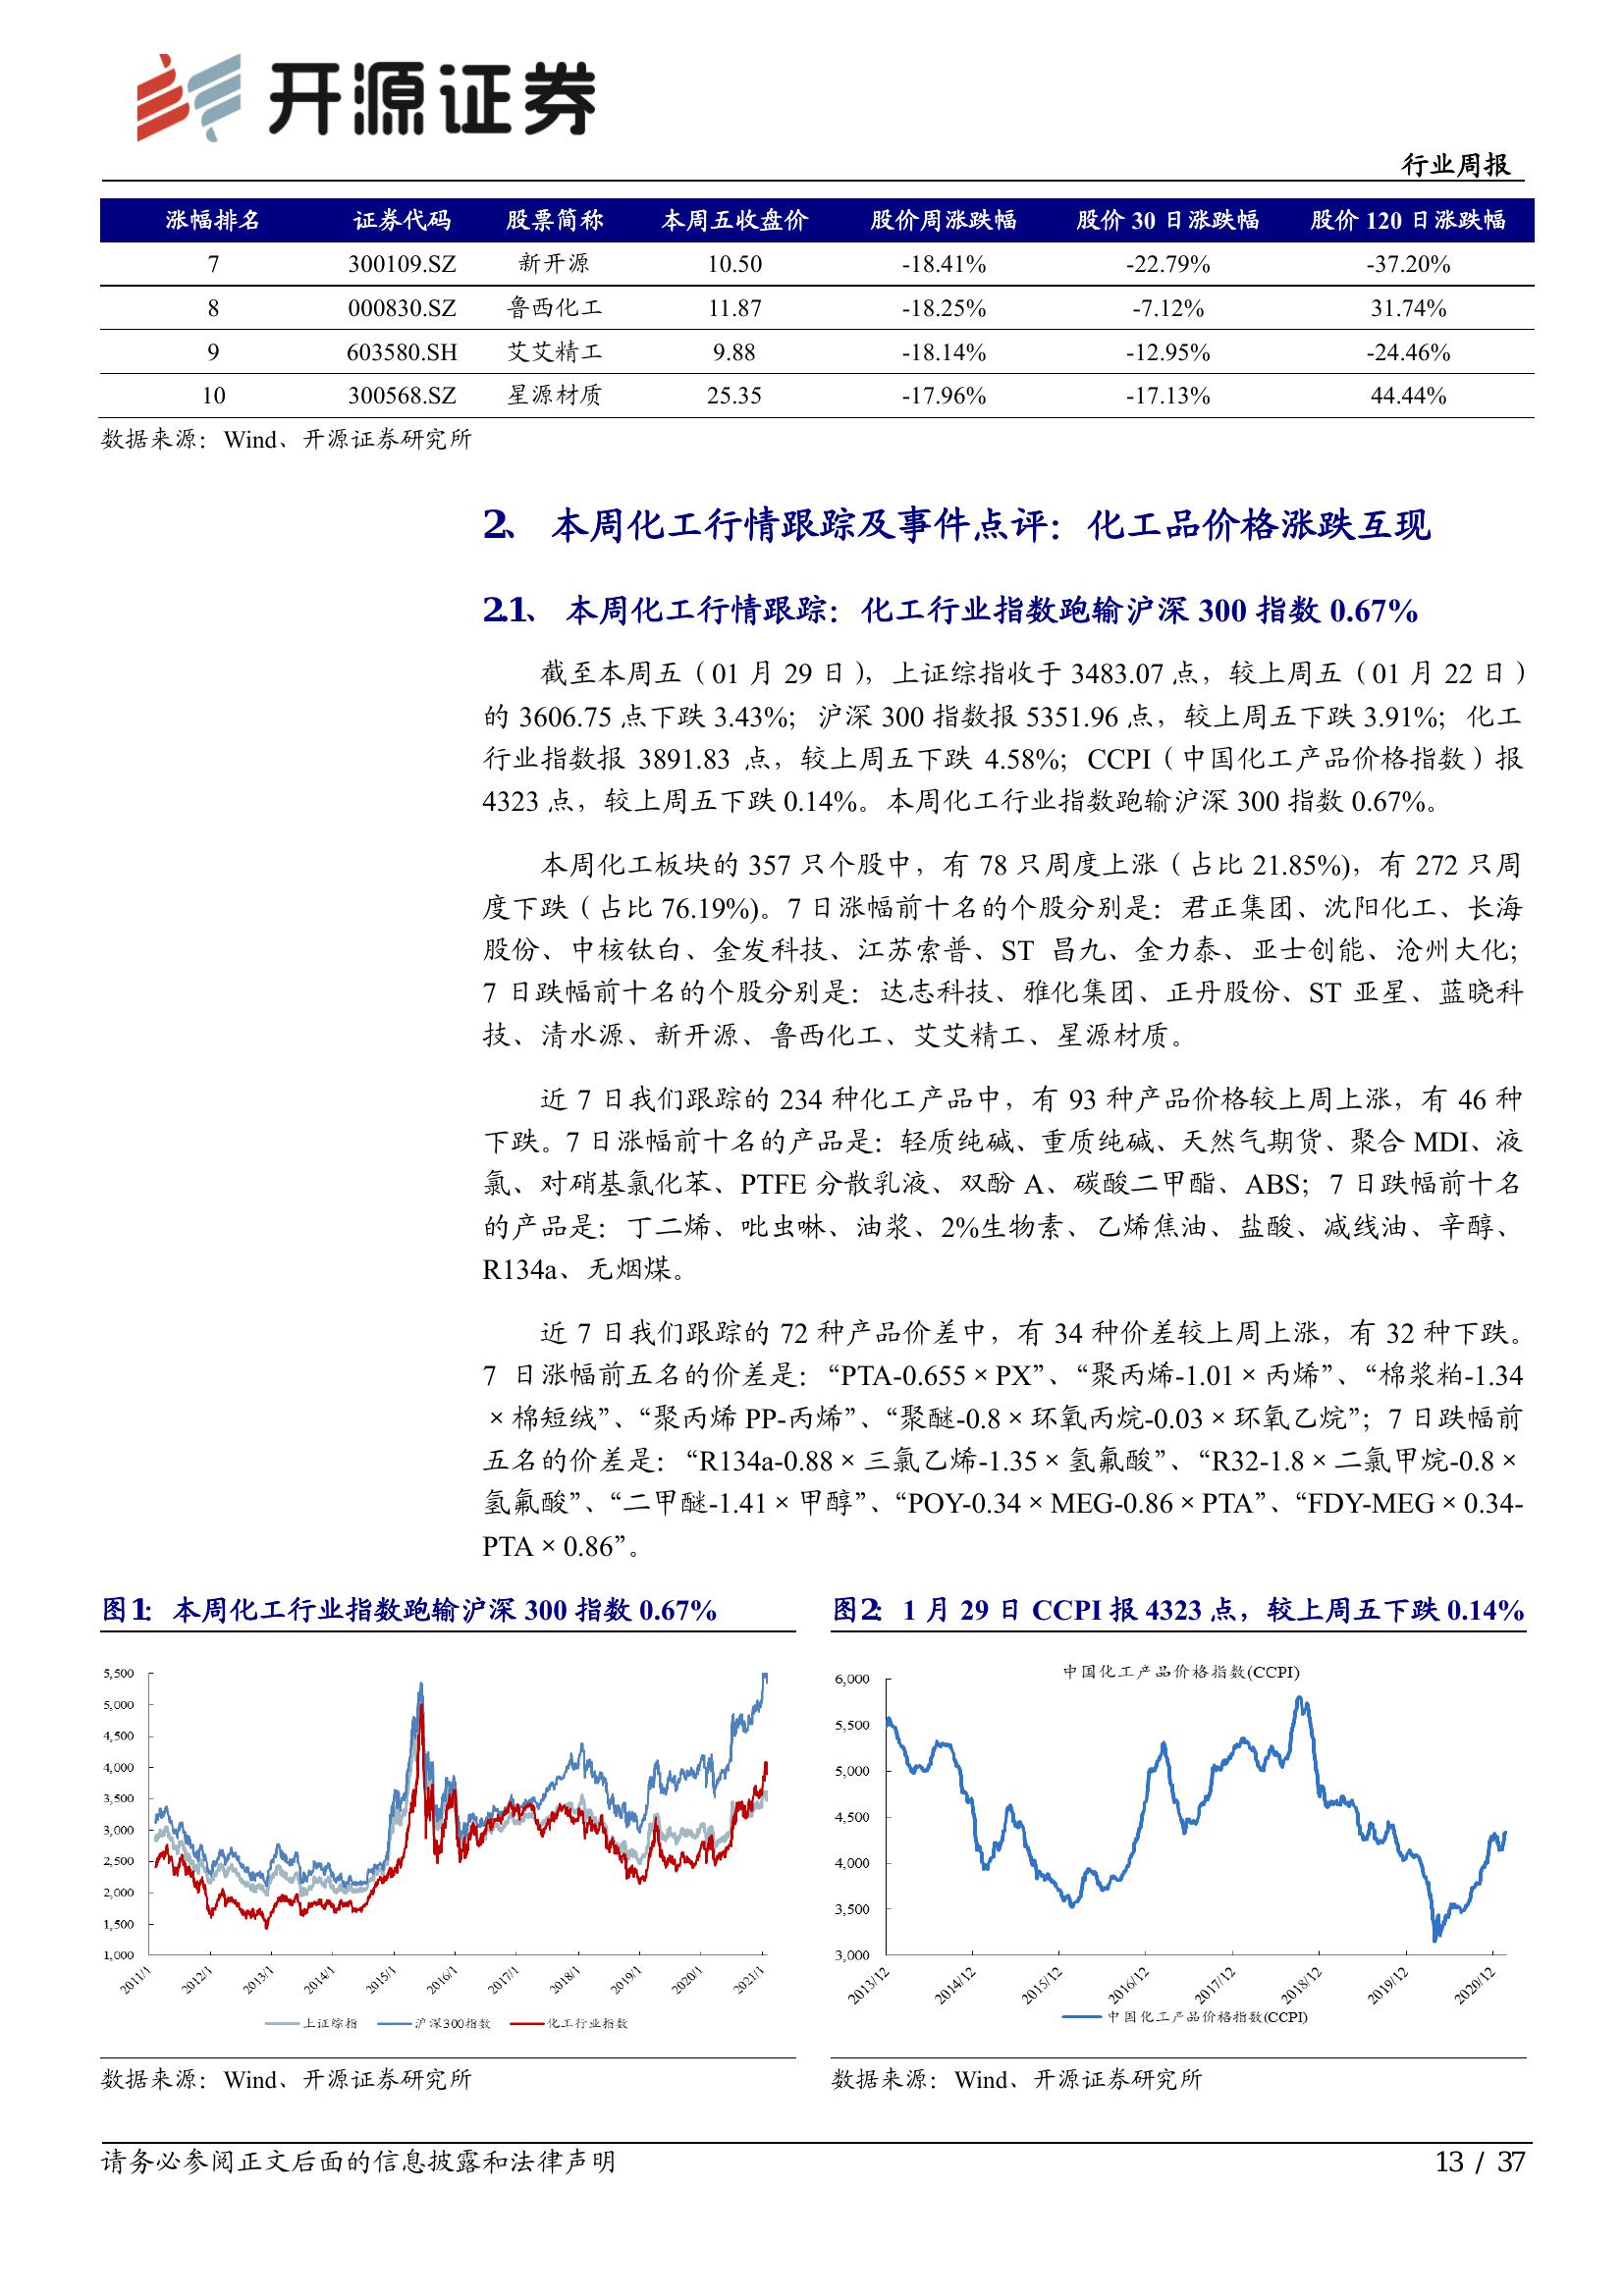 开源证券
行业周报
涨幅排名 证券代码 股票简称 本周五收盘价 股价周涨跌幅 股价 30 日涨跌幅 股价 120 日涨跌幅
7 300109.SZ 新开源 10.50 -18.41% -22.79% -37.20%
8 000830.SZ 鲁西化工 11.87 -18.25% -7.12% 31.74%
9 603580.SH 艾艾精工 9.88 -18.14% -12.95% -24.46%
10 300568.SZ 星源材质 25.35 -17.96% -17.13% 44.44%
数据来源：Wind、开源证券研究所
2、 本周化工行情跟踪及事件点评：化工品价格涨跌互现
2.1、 本周化工行情跟踪：化工行业指数跑输沪深 300 指数 0.67%
截至本周五（01 月 29 日），上证综指收于 3483.07 点，较上周五（01 月 22 日）
的 3606.75 点下跌 3.43%；沪深 300 指数报 5351.96 点，较上周五下跌 3.91%；化工
行业指数报 3891.83 点，较上周五下跌 4.58%；CCPI（中国化工产品价格指数）报
4323 点，较上周五下跌 0.14%。本周化工行业指数跑输沪深 300 指数 0.67%。
本周化工板块的 357 只个股中，有 78 只周度上涨（占比 21.85%)，有 272 只周
度下跌（占比 76.19%)。7 日涨幅前十名的个股分别是：君正集团、沈阳化工、长海
股份、中核钛白、金发科技、江苏索普、ST 昌九、金力泰、亚士创能、沧州大化；
7 日跌幅前十名的个股分别是：达志科技、雅化集团、正丹股份、ST 亚星、蓝晓科
技、清水源、新开源、鲁西化工、艾艾精工、星源材质。
近 7 日我们跟踪的 234 种化工产品中，有 93 种产品价格较上周上涨，有 46 种
下跌。7 日涨幅前十名的产品是：轻质纯碱、重质纯碱、天然气期货、聚合 MDI、液
氯、对硝基氯化苯、PTFE 分散乳液、双酚 A、碳酸二甲酯、ABS；7 日跌幅前十名
的产品是：丁二烯、吡虫啉、油浆、2%生物素、乙烯焦油、盐酸、减线油、辛醇、
R134a、无烟煤。
近 7 日我们跟踪的 72 种产品价差中，有 34 种价差较上周上涨，有 32 种下跌。
7 日涨幅前五名的价差是：“PTA-0.655×PX”、“聚丙烯-1.01×丙烯”、“棉浆粕-1.34
×棉短绒”、“聚丙烯 PP-丙烯”、“聚醚-0.8×环氧丙烷-0.03×环氧乙烷”；7 日跌幅前
五名的价差是：“R134a-0.88×三氯乙烯-1.35×氢氟酸”、“R32-1.8×二氯甲烷-0.8×
氢氟酸”、“二甲醚-1.41×甲醇”、“POY-0.34×MEG-0.86×PTA”、“FDY-MEG×0.34-
PTA×0.86”。
图1：本周化工行业指数跑输沪深 300 指数 0.67%
5,500
5,000
4,500
4,000
3,500
3,000
2,500
2,000
1,500
1,000
2011/1 2012/1 2013/1 2014/1 2015/1 2016/1 2017/1 2018/1 2019/1 2020/1 2021/1
上证综指 沪深300指数 化工行业指数
数据来源：Wind、开源证券研究所
图2：1 月 29 日 CCPI 报 4323 点，较上周五下跌 0.14%
中国化工产品价格指数(CCPI)
6,000
5,500
5,000
4,500
4,000
3,500
3,000
2013/12 2014/12 2015/12 2016/12 2017/12 2018/12 2019/12 2020/12
中国化工产品价格指数(CCPI)
数据来源：Wind、开源证券研究所
请务必参阅正文后面的信息披露和法律声明
13 / 37